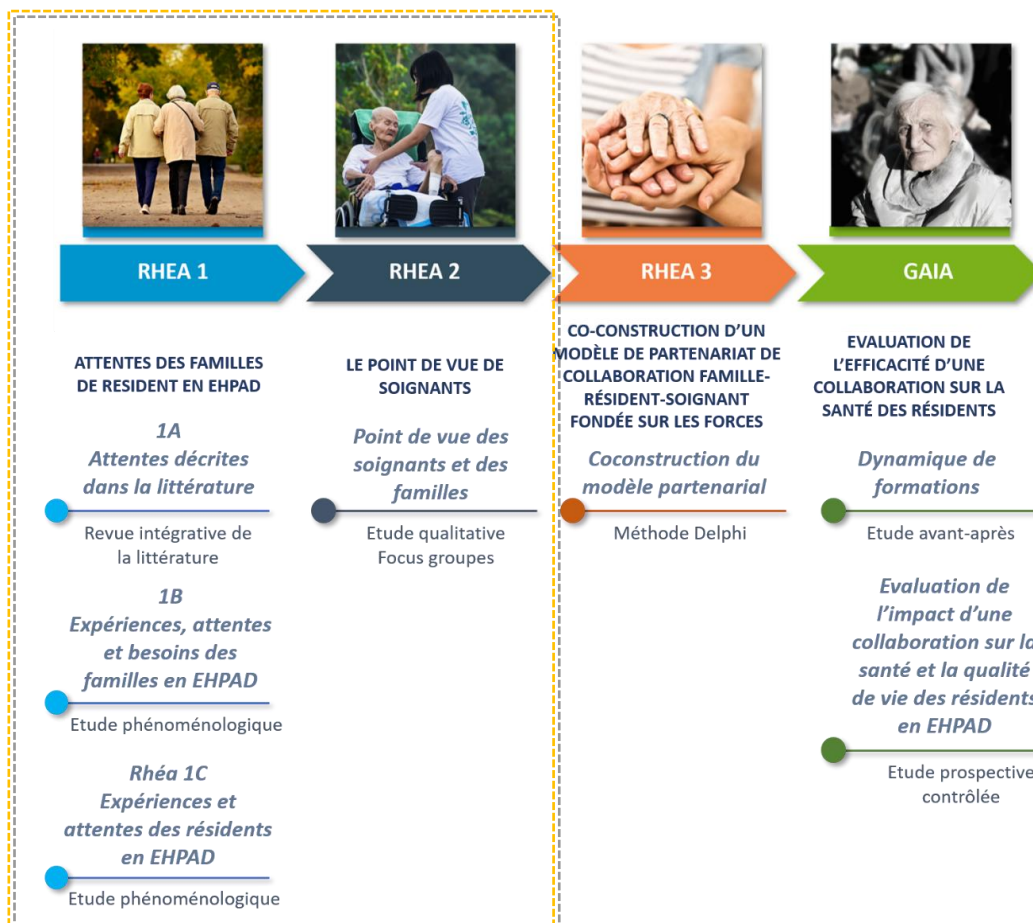 RHEA 1
ATTENTES DES FAMILLES
DE RESIDENT EN EHPAD
1A
Attentes décrites
dans la littérature
Revue intégrative de
la littérature
1B
Expériences, attentes
et besoins des
familles en EHPAD
Etude phénoménologique
Rhéa 1C
Expériences et
attentes des résidents
en EHPAD
Etude phénoménologique
RHEA 2
LE POINT DE VUE DE
SOIGNANTS
Point de vue des
soignants et des
familles
Etude qualitative
Focus groupes
RHEA 3
CO-CONSTRUCTION D'UN
MODÈLE DE PARTENARIAT DE
COLLABORATION FAMILLE-
RÉSIDENT-SOIGNANT
FONDÉE SUR LES FORCES
Coconstruction du
modèle partenarial
Méthode Delphi
GAIA
EVALUATION DE
L'EFFICACITÉ D'UNE
COLLABORATION SUR LA
SANTÉ DES RÉSIDENTS
Dynamique de
formations
Etude avant-après
Evaluation de
l'impact d'une
collaboration sur la
santé et la qualité
de vie des résidents
en EHPAD
Etude prospective
contrôlée